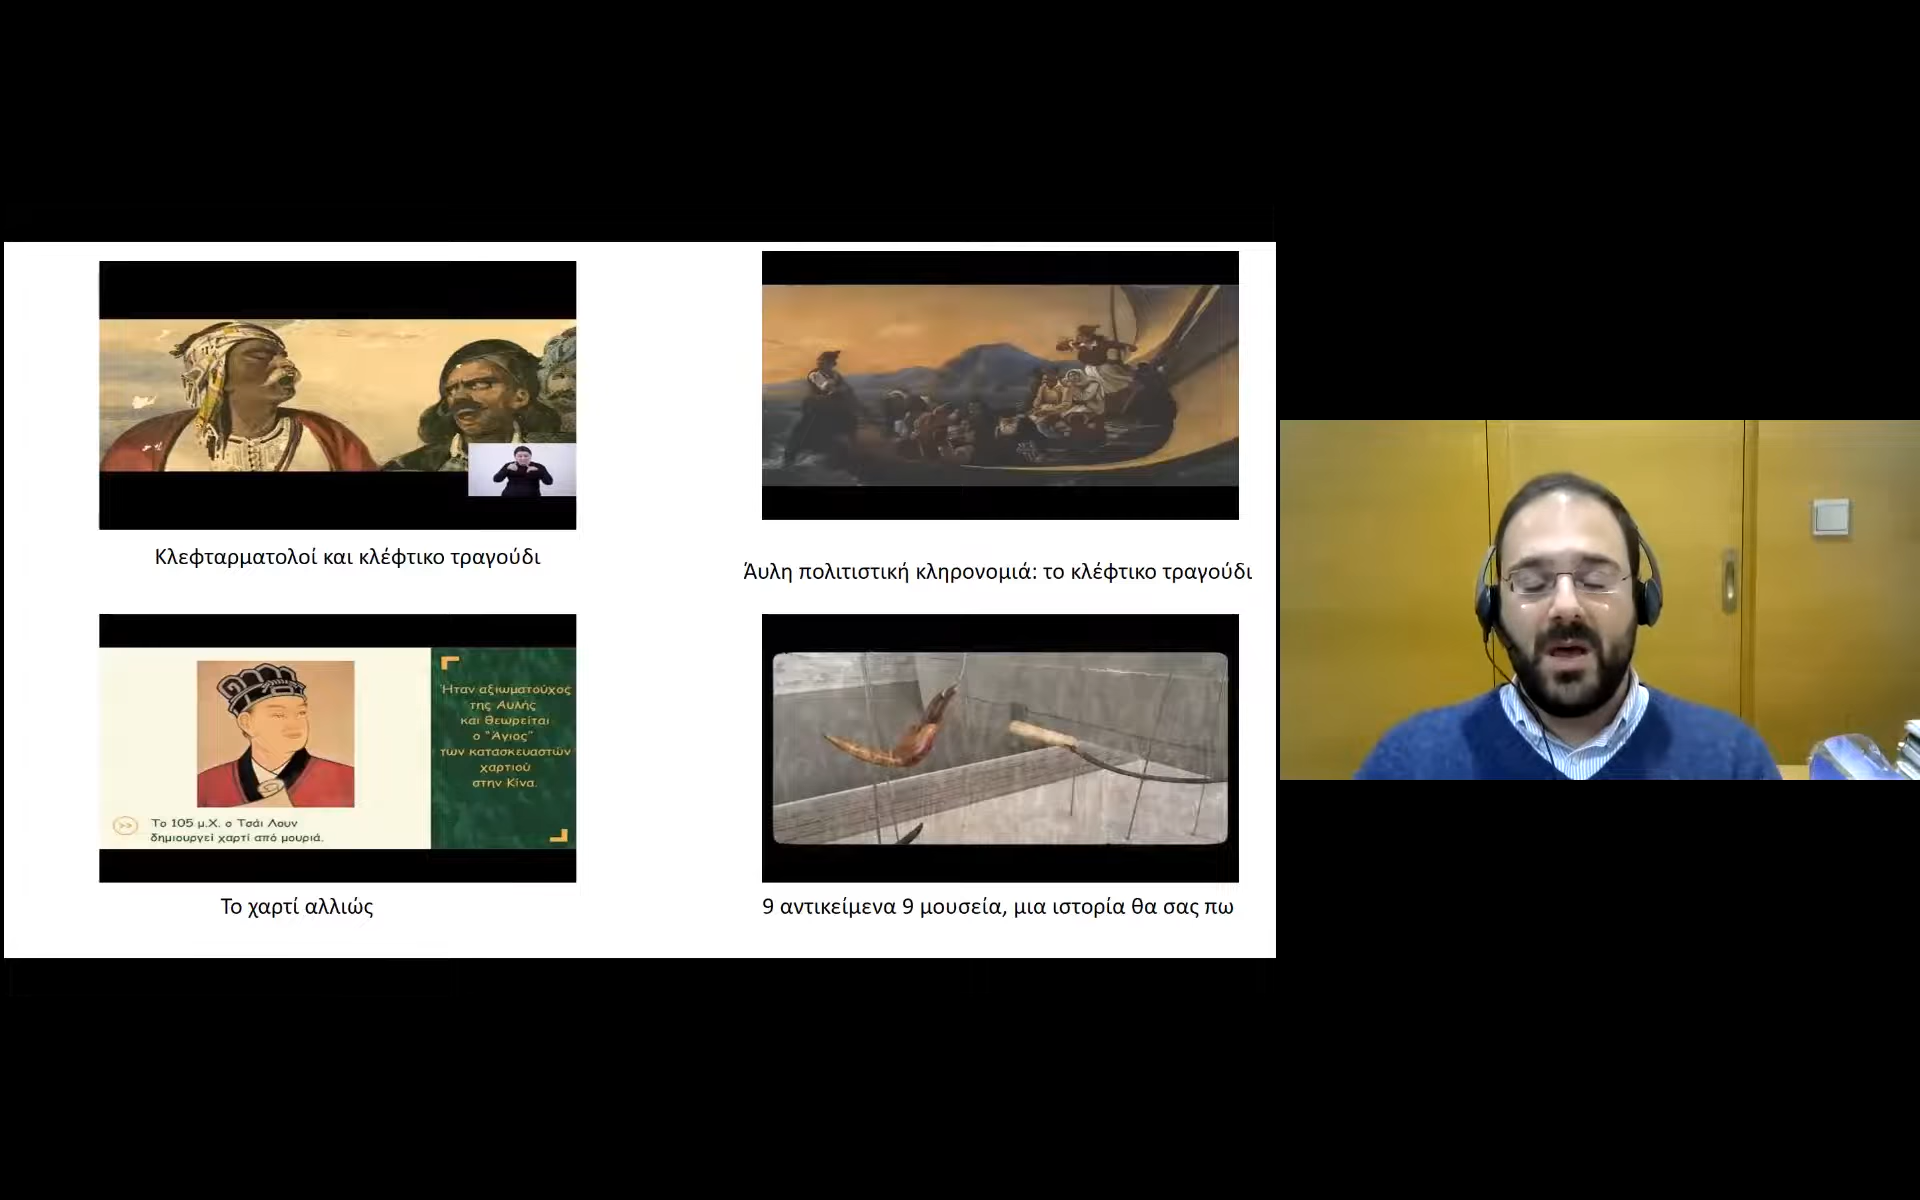 Κλεφταρματολοί και κλέφτικο τραγούδι
Άυλη πολιτιστική κληρονομιά: το κλέφτικο τραγούδι
Ήταν αξιωματούχος
της Αυλής
και θεωρείται
ο "Άγιος"
των κατασκευαστών
χαρτιού
στην Κίνα.
>> Το 105 μ.Χ. ο Τσάι Λουν
δημιουργεί χαρτί από μουριά.
Το χαρτί αλλιώς
9 αντικείμενα 9 μουσεία, μια ιστορία θα σας πω